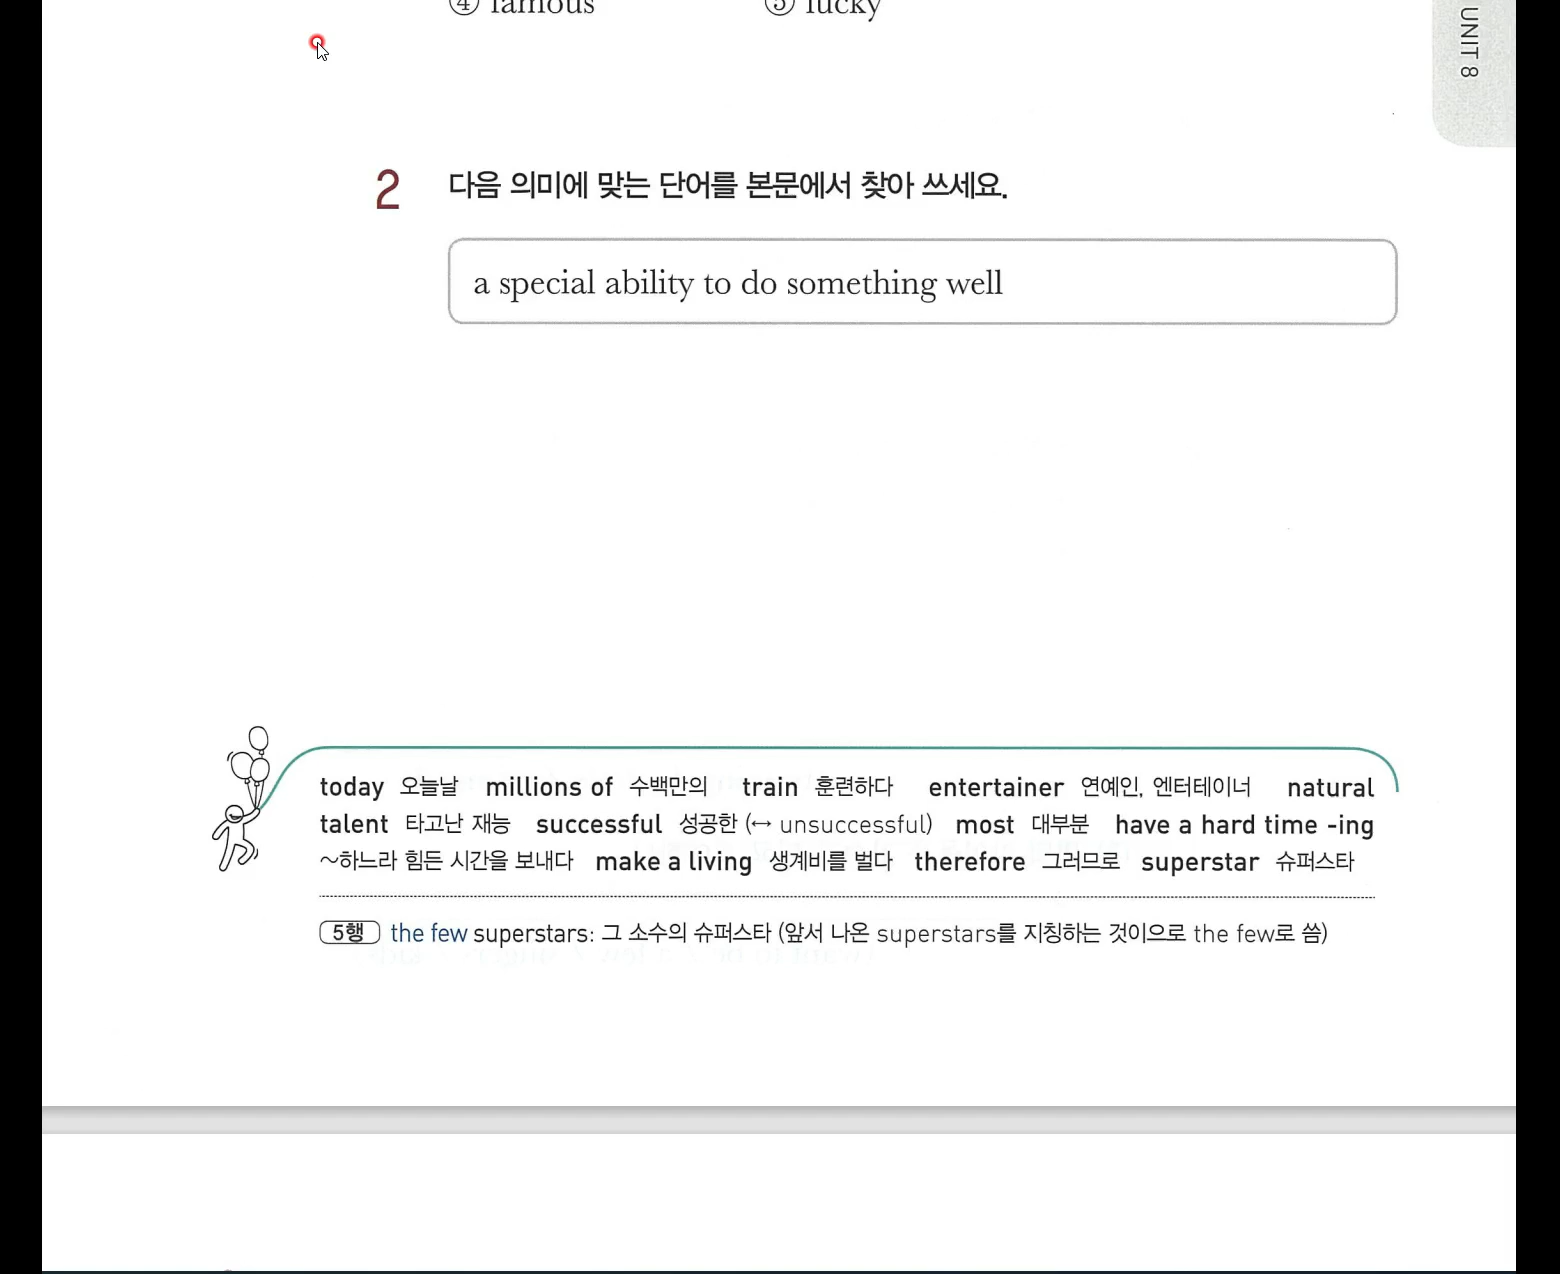 ④ famous ⑤ lucky
UNIT 8
2 다음 의미에 맞는 단어를 본문에서 찾아 쓰세요.
a special ability to do something well
today 오늘날 millions of 수백만의 train 훈련하다 entertainer 연예인, 엔터테이너 natural
talent 타고난 재능 successful 성공한 (↔ unsuccessful) most 대부분 have a hard time -ing
~하느라 힘든 시간을 보내다 make a living 생계비를 벌다 therefore 그러므로 superstar 슈퍼스타
5행 the few superstars: 그 소수의 슈퍼스타 (앞서 나온 superstars를 지칭하는 것이으로 the few로 씀)